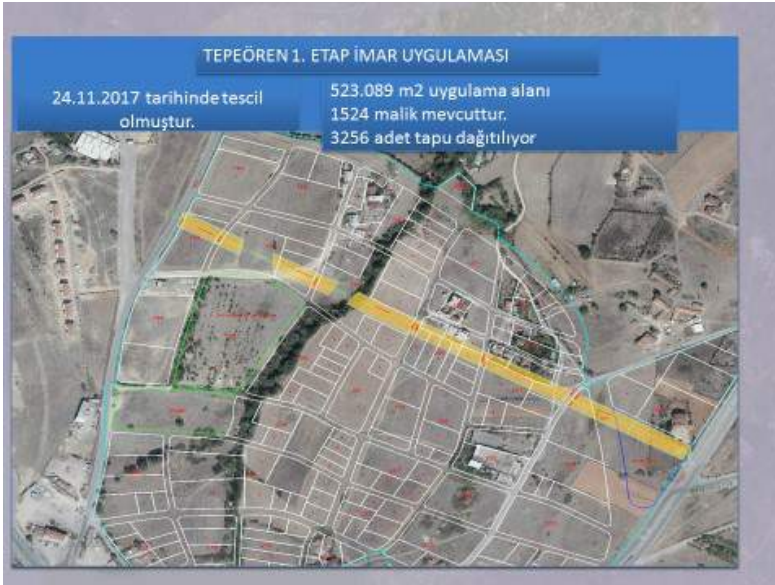 TEPEÖREN 1. ETAP İMAR UYGULAMASI
24.11.2017 tarihinde tescil
olmuştur.
523.089 m2 uygulama alanı
1524 malik mevcuttur.
3256 adet tapu dağıtılıyor